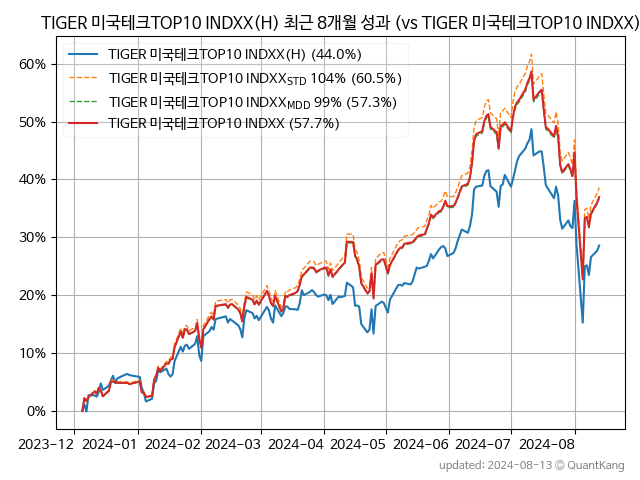 TIGER 미국테크TOP10 INDXX(H) 최근 8개월 성과 (vs TIGER 미국테크TOP10 INDXX)
TIGER 미국테크TOP10 INDXX(H) (44.0%)
TIGER 미국테크TOP10 INDXX_STD 104% (60.5%)
TIGER 미국테크TOP10 INDXX_MDD 99% (57.3%)
TIGER 미국테크TOP10 INDXX (57.7%)
60%
50%
40%
30%
20%
10%
0%
2023-12 2024-01 2024-02 2024-03 2024-04 2024-05 2024-06 2024-07 2024-08
updated: 2024-08-13 ⓒ QuantKang